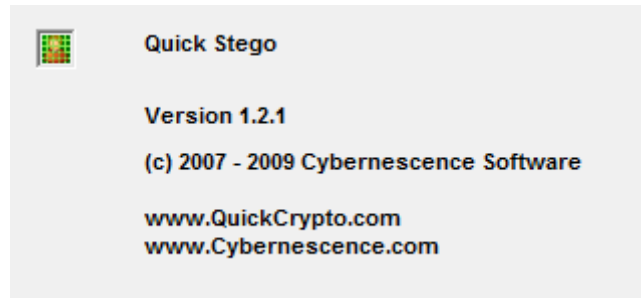 Quick Stego
Version 1.2.1
(c) 2007 - 2009 Cybernescence Software
www.QuickCrypto.com
www.Cybernescence.com